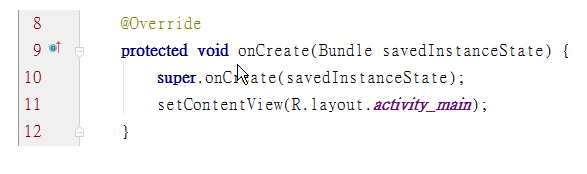 8 @Override
9 protected void onCreate(Bundle savedInstanceState) {
10 super.onCreate(savedInstanceState);
11 setContentView(R.layout.activity_main);
12 }